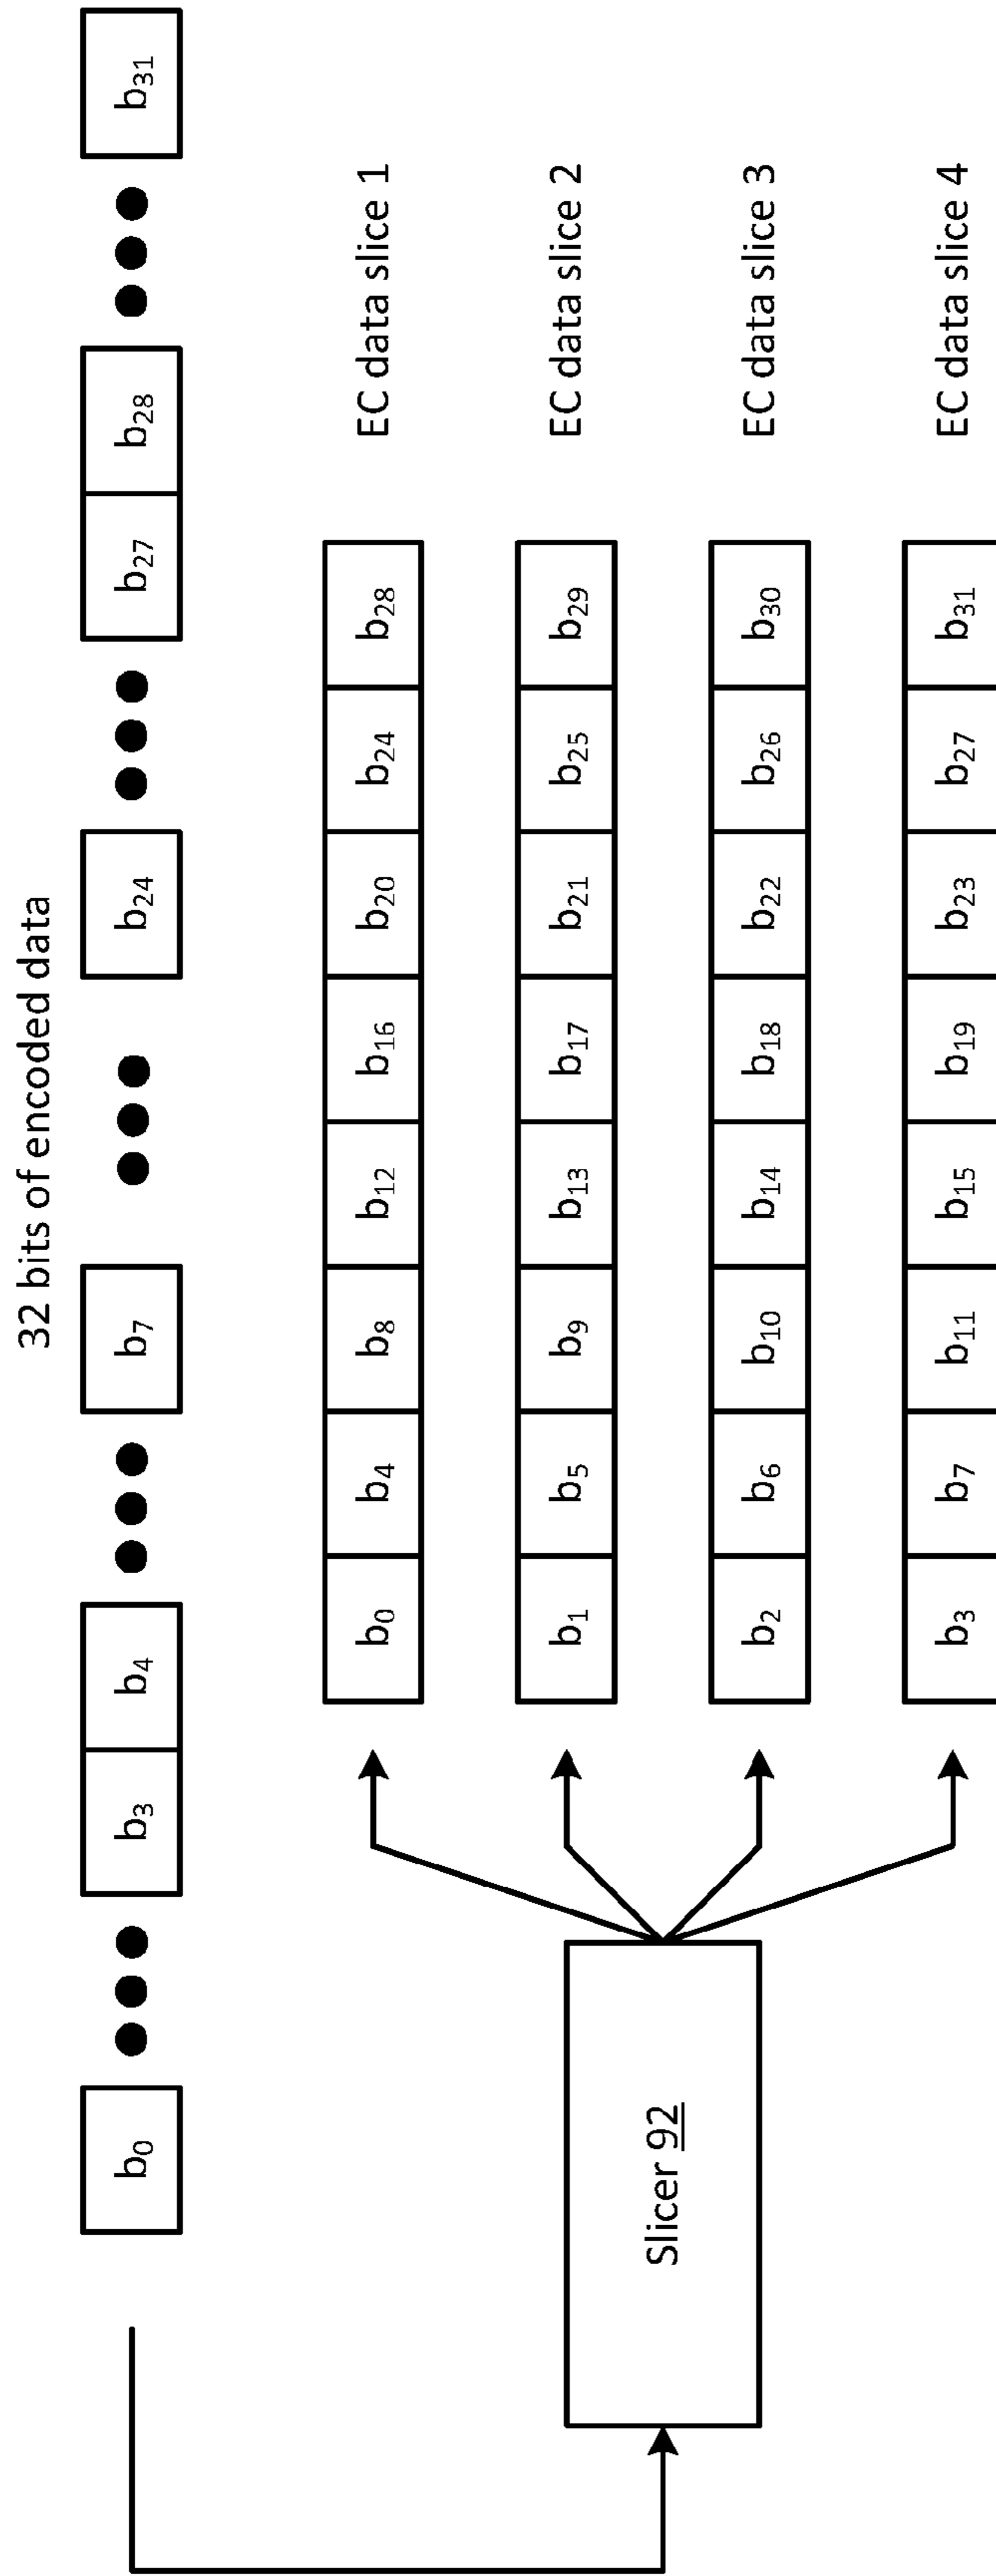 32 bits of encoded data
b0 b3 b4 b7 b24 b27 b28 b31
Slicer 92
b0 b4 b8 b12 b16 b20 b24 b28 EC data slice 1
b1 b5 b9 b13 b17 b21 b25 b29 EC data slice 2
b2 b6 b10 b14 b18 b22 b26 b30 EC data slice 3
b3 b7 b11 b15 b19 b23 b27 b31 EC data slice 4